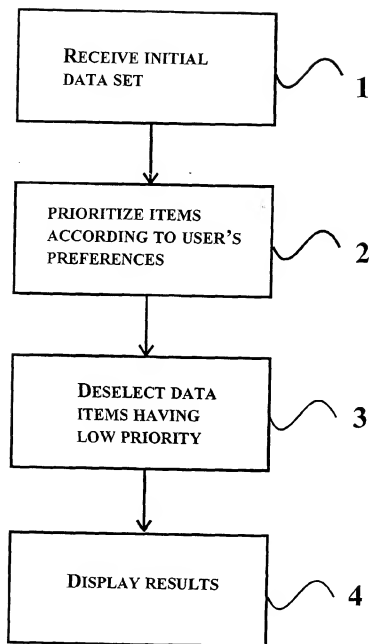 RECEIVE INITIAL
DATA SET
1
PRIORITIZE ITEMS
ACCORDING TO USER'S
PREFERENCES
2
DESELECT DATA
ITEMS HAVING
LOW PRIORITY
3
DISPLAY RESULTS
4